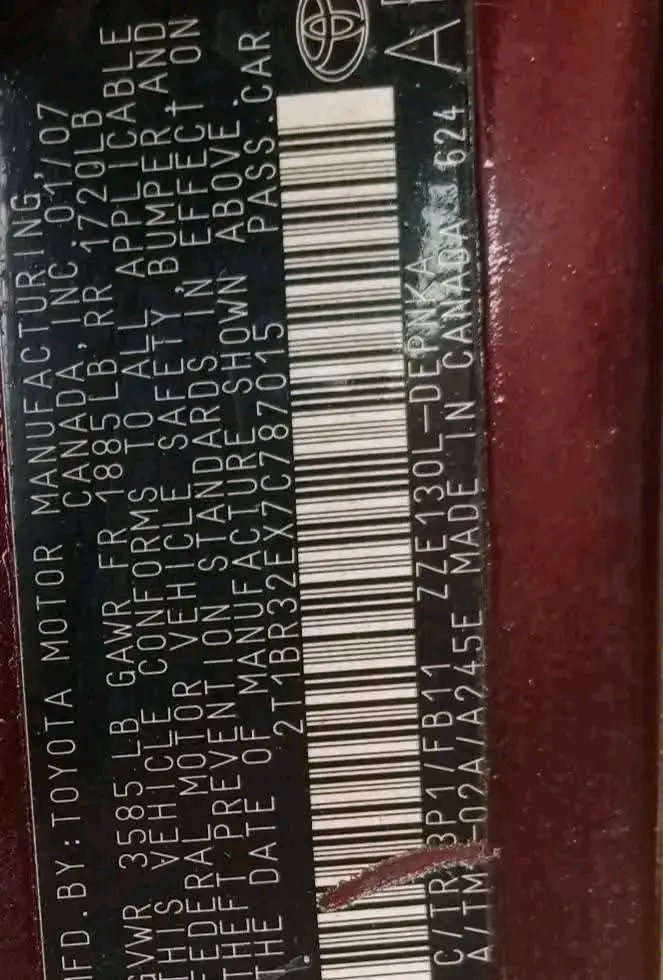 MFD.BY:TOYOTA MOTOR MANUFACTURING,
CANADA,INC. 01/07
GVWR 3585 LB GAWR FR 1885LB RR 1720LB
THIS VEHICLE CONFORMS TO ALL APPLICABLE
FEDERAL MOTOR VEHICLE SAFETY,BUMPER,AND
THEFT PREVENTION STANDARDS IN EFFECT ON
THE DATE OF MANUFACTURE SHOWN ABOVE.
2T1BR32EX7C787015 PASS.CAR
C/TR 3P1/FB11 ZZE130L-DEPNKA
A/TM -02A/A245E MADE IN CANADA 624